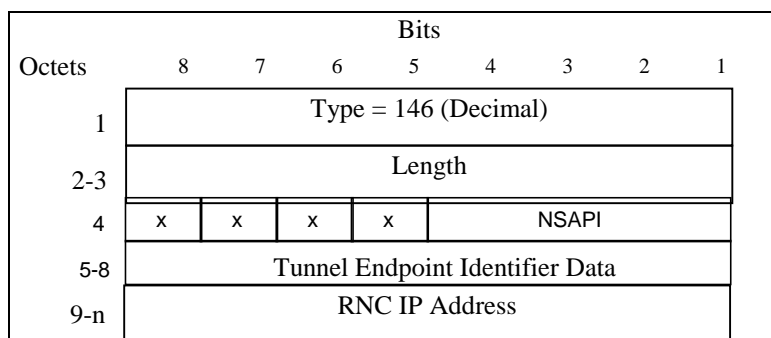 Bits
Octets 8 7 6 5 4 3 2 1
1 Type = 146 (Decimal)
2-3 Length
4 x x x x NSAPI
5-8 Tunnel Endpoint Identifier Data
9-n RNC IP Address